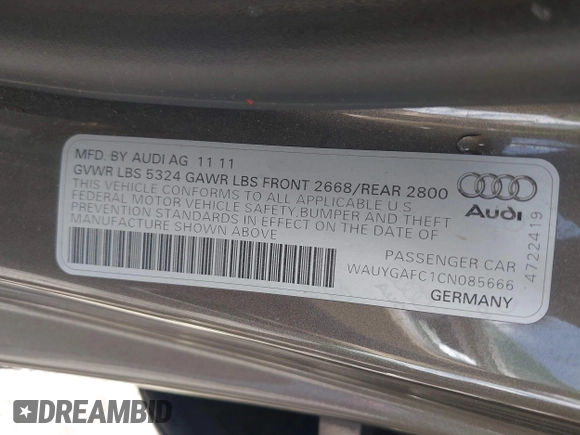 MFD. BY AUDI AG 11 11
GVWR LBS 5324 GAWR LBS FRONT 2668/REAR 2800
THIS VEHICLE CONFORMS TO ALL APPLICABLE U S
FEDERAL MOTOR VEHICLE SAFETY.BUMPER AND THEFT
PREVENTION STANDARDS IN EFFECT ON THE DATE OF
MANUFACTURE SHOWN ABOVE
Audi
PASSENGER CAR
WAUYGAFC1CN085666
GERMANY
4722419
DREAMBID